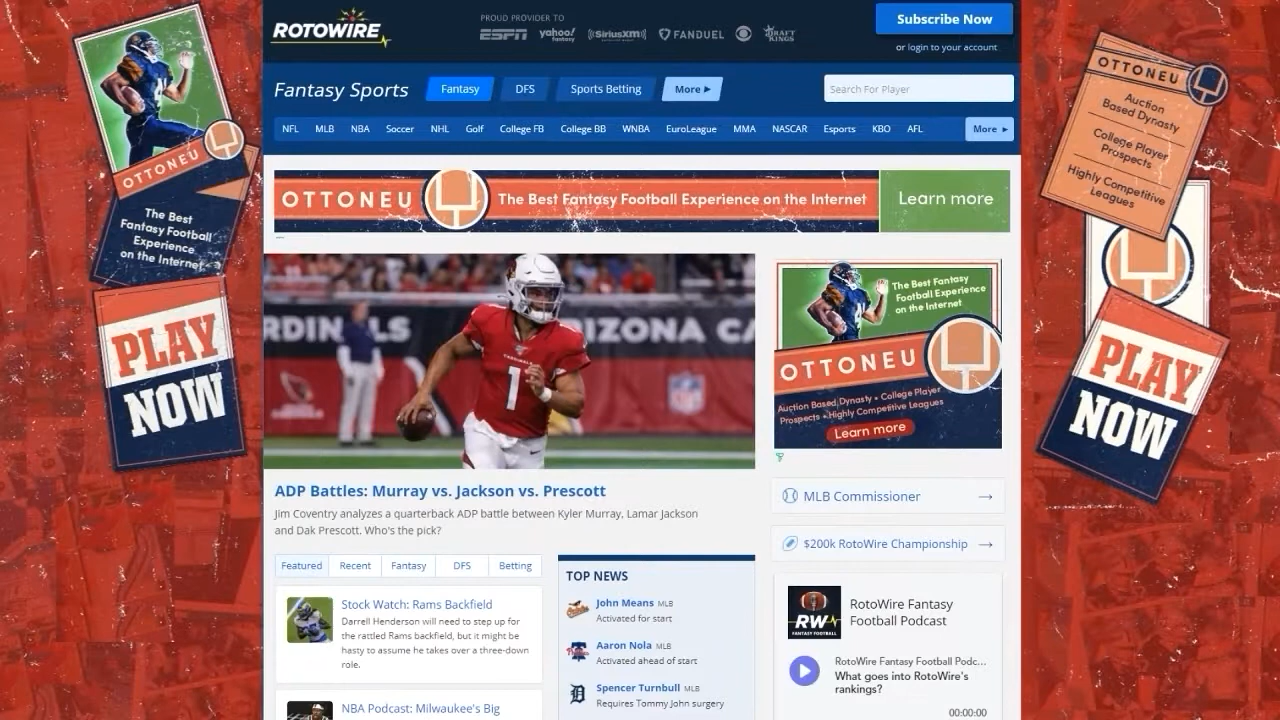 OTTONEU
The Best
Fantasy Football
Experience
on the Internet
PLAY
NOW
ROTOWIRE
PROUD PROVIDER TO
ESPN
yahoo!
fantasy
SiriusXM
FANDUEL
DRAFT
KINGS
Subscribe Now
or login to your account
Fantasy Sports
Fantasy
DFS
Sports Betting
More ▸
Search For Player
NFL MLB NBA Soccer NHL Golf College FB College BB WNBA EuroLeague MMA NASCAR Esports KBO AFL More ▸
OTTONEU The Best Fantasy Football Experience on the Internet Learn more
RDINALS
RIZONA CA
CARDINALS
1
NFL
ADP Battles: Murray vs. Jackson vs. Prescott
Jim Coventry analyzes a quarterback ADP battle between Kyler Murray, Lamar Jackson
and Dak Prescott. Who's the pick?
Featured Recent Fantasy DFS Betting
Stock Watch: Rams Backfield
Darrell Henderson will need to step up for
the rattled Rams backfield, but it might be
hasty to assume he takes over a three-down
role.
NBA Podcast: Milwaukee's Big
TOP NEWS
John Means MLB
Activated for start
Aaron Nola MLB
Activated ahead of start
Spencer Turnbull MLB
Requires Tommy John surgery
The Best Fantasy
Football Experience
on the Internet
OTTONEU
Auction Based Dynasty • College Player
Prospects • Highly Competitive Leagues
Learn more
MLB Commissioner →
$200k RotoWire Championship →
RW
FANTASY FOOTBALL
RotoWire Fantasy
Football Podcast
RotoWire Fantasy Football Podc...
What goes into RotoWire's
rankings?
00:00:00
OTTONEU
Auction
Based Dynasty
College Player
Prospects
Highly Competitive
Leagues
PLAY
NOW